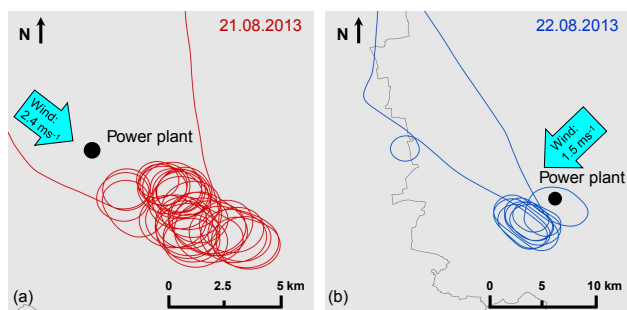 N
21.08.2013
Wind:
2.4 ms⁻¹
Power plant
(a)
0
2.5
5 km
N
22.08.2013
Wind:
1.5 ms⁻¹
Power plant
(b)
0
5
10 km